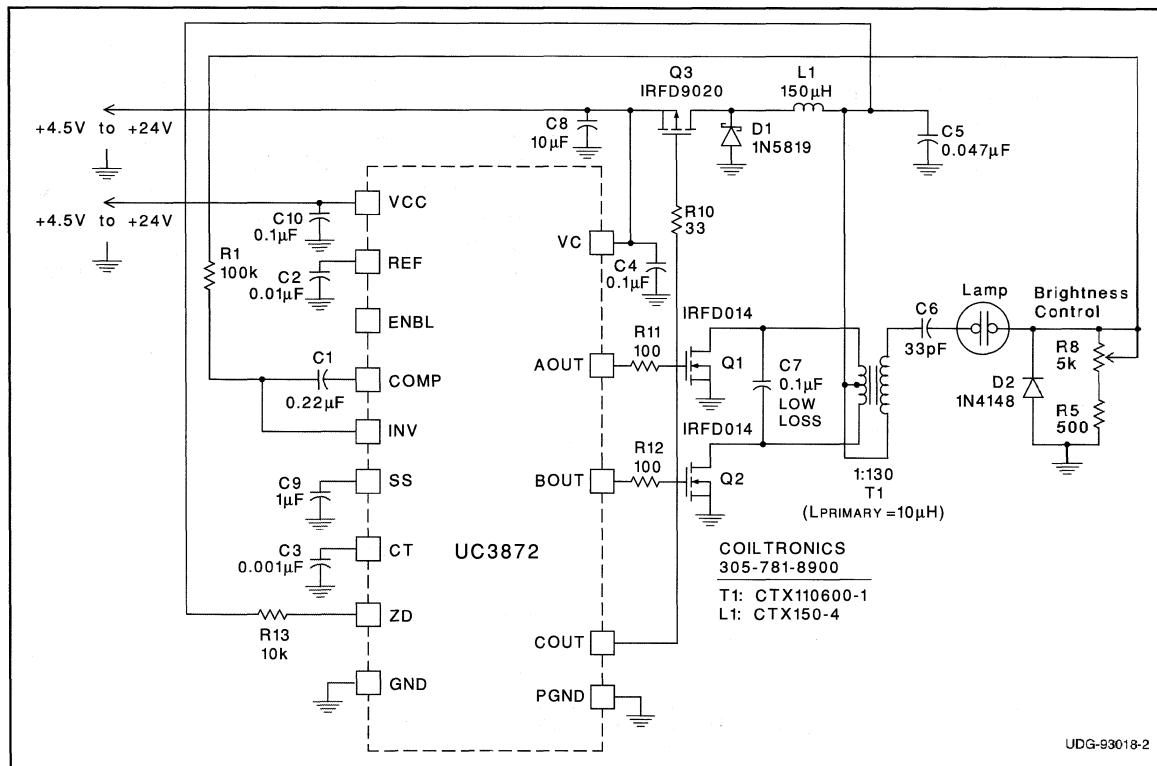 Q3
IRFD9020
L1
150μH
+4.5V to +24V
C8
10μF
D1
1N5819
C5
0.047μF
+4.5V to +24V
VCC
C10
0.1μF
R10
33
VC
R1
100k
REF
C2
0.01μF
C4
0.1μF
ENBL
Lamp
Brightness
Control
C1
0.22μF
COMP
AOUT
R11
100
IRFD014
Q1
C6
33pF
R8
5k
C7
0.1μF
LOW
LOSS
D2
1N4148
INV
R5
500
IRFD014
R12
100
C9
1μF
SS
BOUT
Q2
1:130
T1
(LPRIMARY=10μH)
C3
0.001μF
CT
UC3872
COILTRONICS
305-781-8900
T1: CTX110600-1
L1: CTX150-4
ZD
R13
10k
COUT
GND
PGND
UDG-93018-2